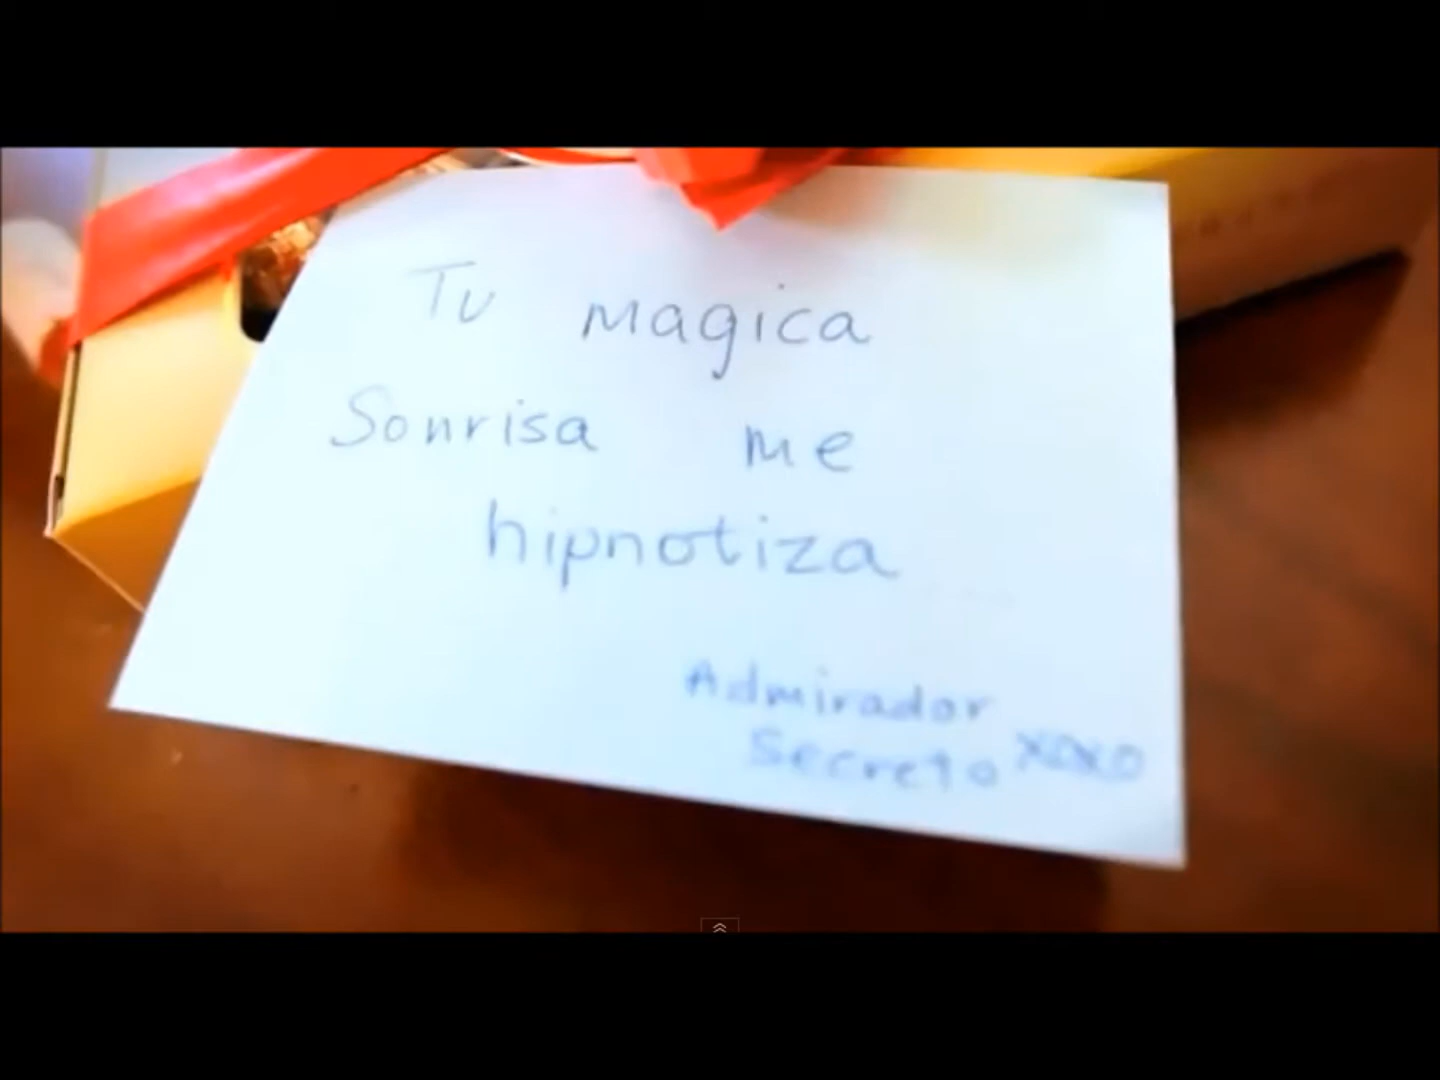 Tu magica
Sonrisa me
hipnotiza
Admirador
Secreto xoxo